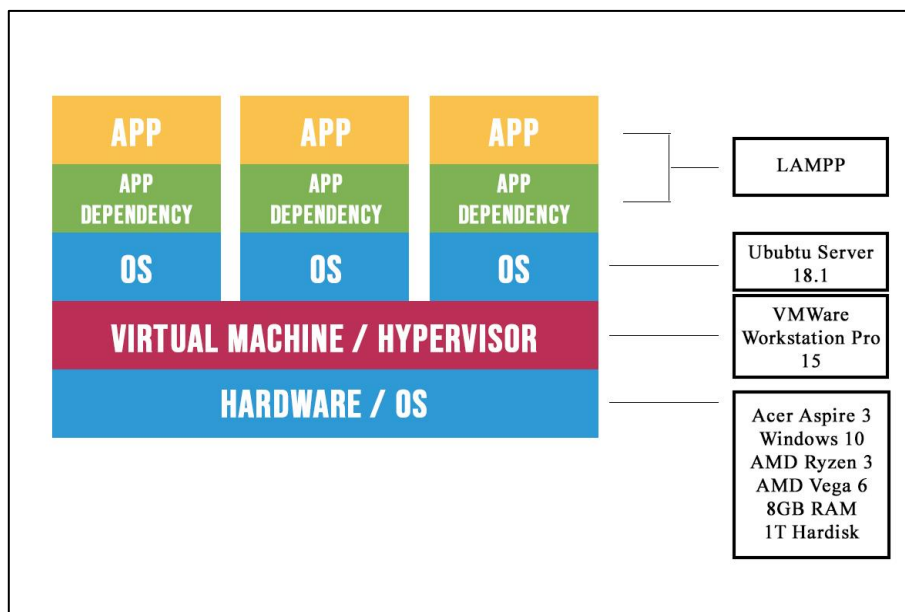 APP
APP
APP
APP
DEPENDENCY
APP
DEPENDENCY
APP
DEPENDENCY
OS
OS
OS
VIRTUAL MACHINE / HYPERVISOR
HARDWARE / OS
LAMPP
Ububtu Server
18.1
VMWare
Workstation Pro
15
Acer Aspire 3
Windows 10
AMD Ryzen 3
AMD Vega 6
8GB RAM
1T Hardisk